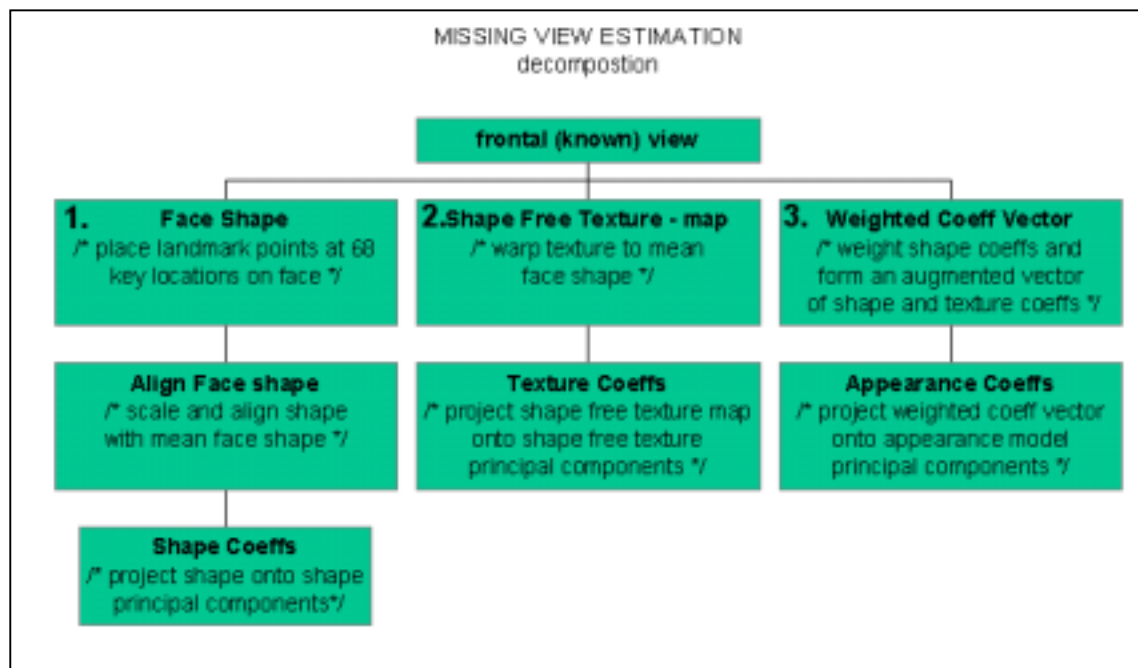 MISSING VIEW ESTIMATION
decompostion
frontal (known) view
1. Face Shape
/* place landmark points at 68
key locations on face */
Align Face shape
/* scale and align shape
with mean face shape */
Shape Coeffs
/* project shape onto shape
principal components*/
2. Shape Free Texture - map
/* warp texture to mean
face shape */
Texture Coeffs
/* project shape free texture map
onto shape free texture
principal components */
3. Weighted Coeff Vector
/* weight shape coeffs and
form an augmented vector
of shape and texture coeffs */
Appearance Coeffs
/* project weighted coeff vector
onto appearance model
principal components */